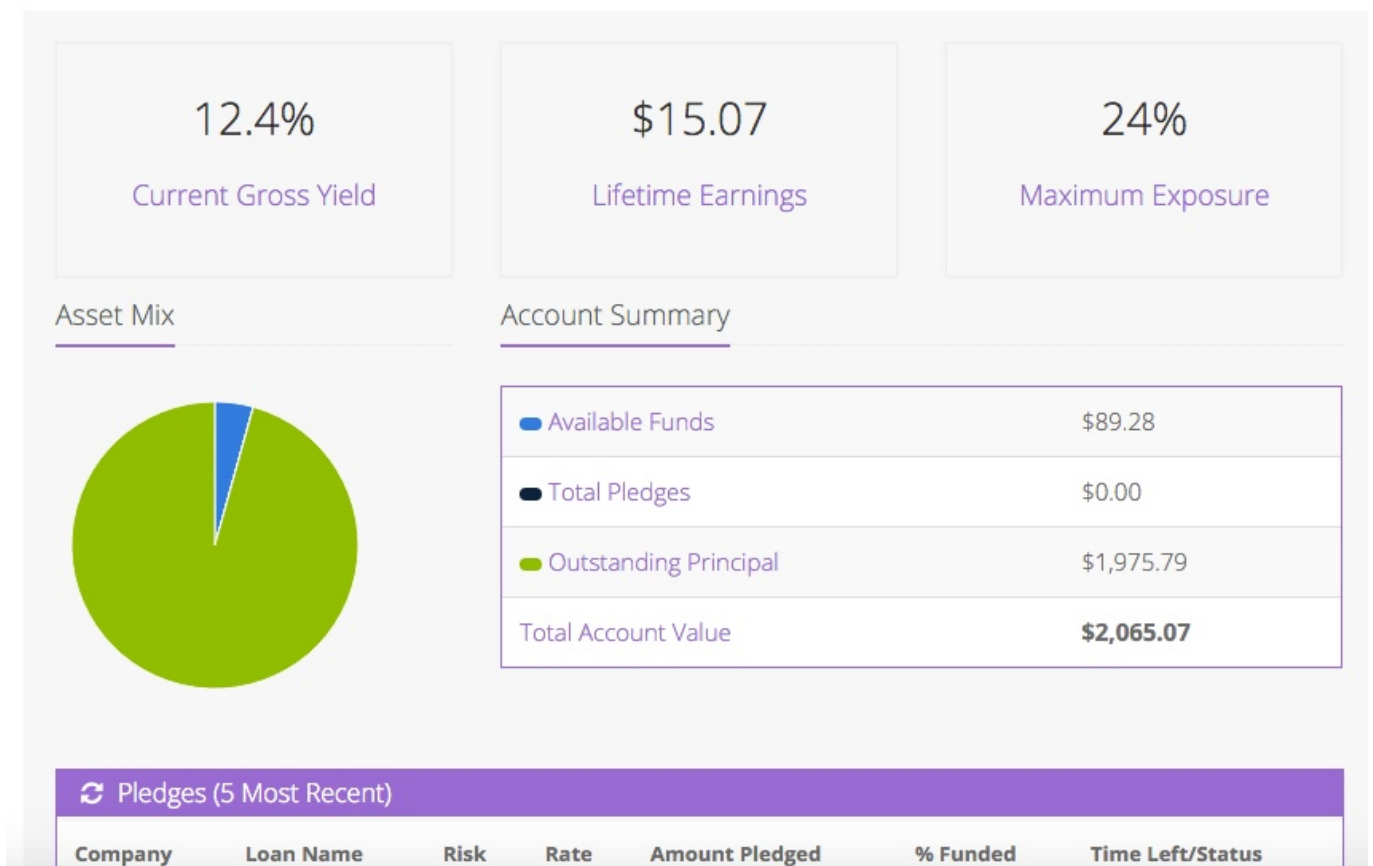 12.4%
Current Gross Yield
$15.07
Lifetime Earnings
24%
Maximum Exposure
Asset Mix
Account Summary
Available Funds $89.28
Total Pledges $0.00
Outstanding Principal $1,975.79
Total Account Value $2,065.07
Pledges (5 Most Recent)
Company Loan Name Risk Rate Amount Pledged % Funded Time Left/Status